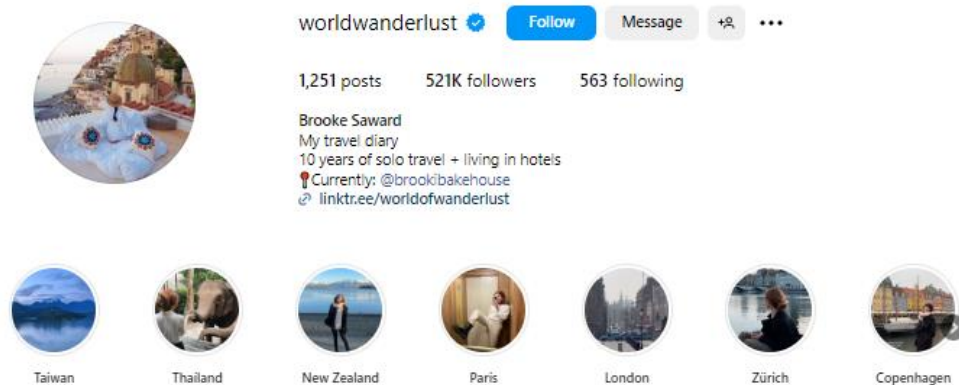 worldwanderlust Follow Message
1,251 posts 521K followers 563 following
Brooke Saward
My travel diary
10 years of solo travel + living in hotels
📍Currently: @brookibakehouse
linktr.ee/worldofwanderlust
Taiwan Thailand New Zealand Paris London Zürich Copenhagen